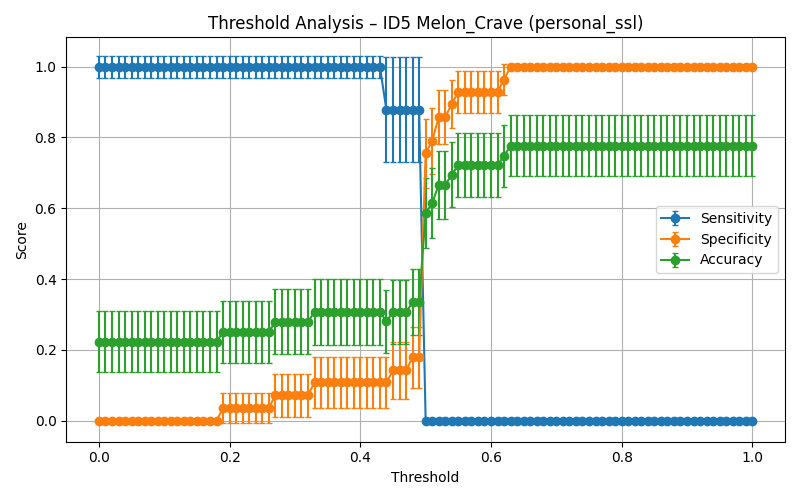 Threshold Analysis – ID5 Melon_Crave (personal_ssl)
Score
1.0
0.8
0.6
0.4
0.2
0.0
Sensitivity
Specificity
Accuracy
0.0 0.2 0.4 0.6 0.8 1.0
Threshold